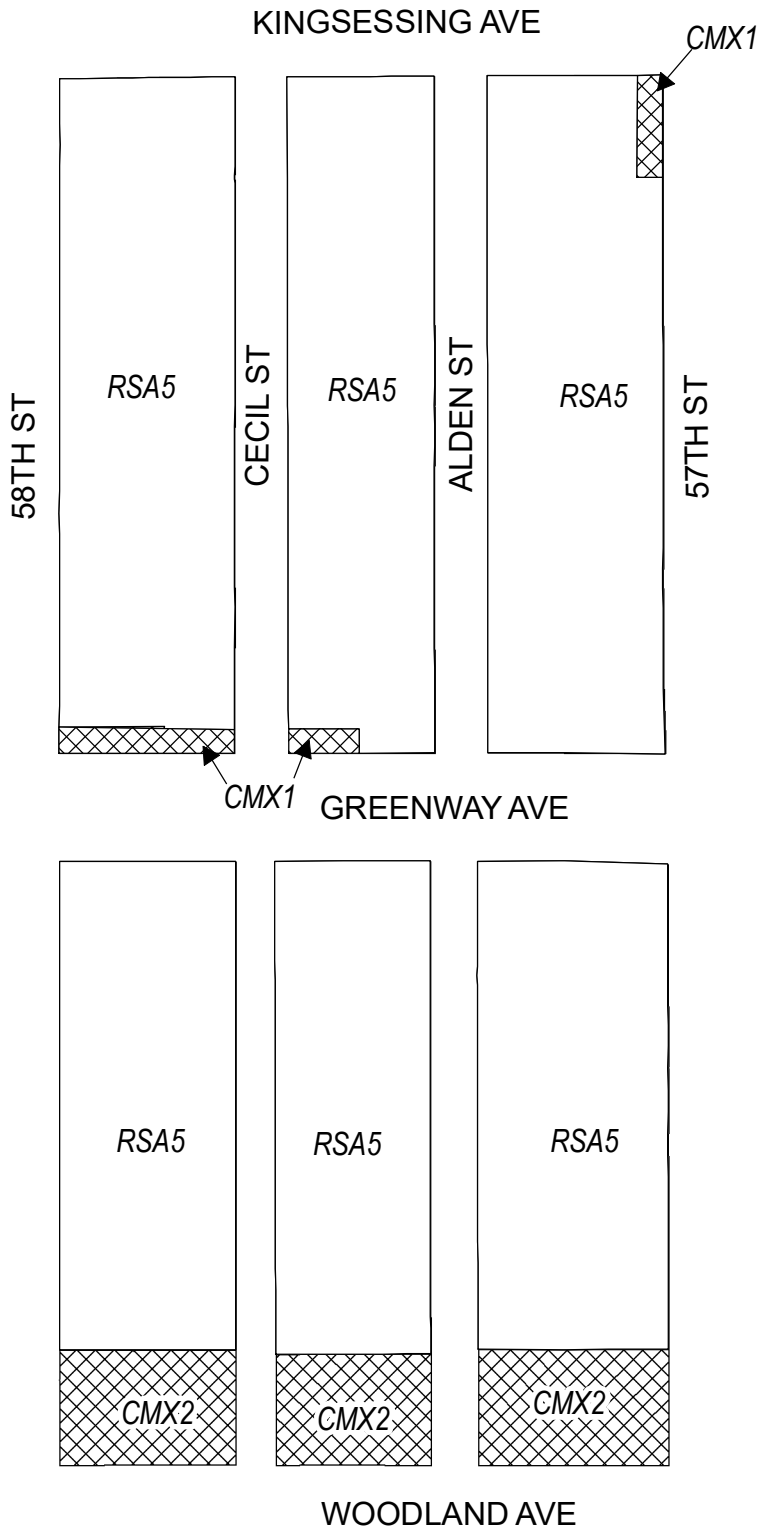 KINGSESSING AVE
CMX1
RSA5
RSA5
RSA5
58TH ST
CECIL ST
ALDEN ST
57TH ST
CMX1
GREENWAY AVE
RSA5
RSA5
RSA5
CMX2
CMX2
CMX2
WOODLAND AVE